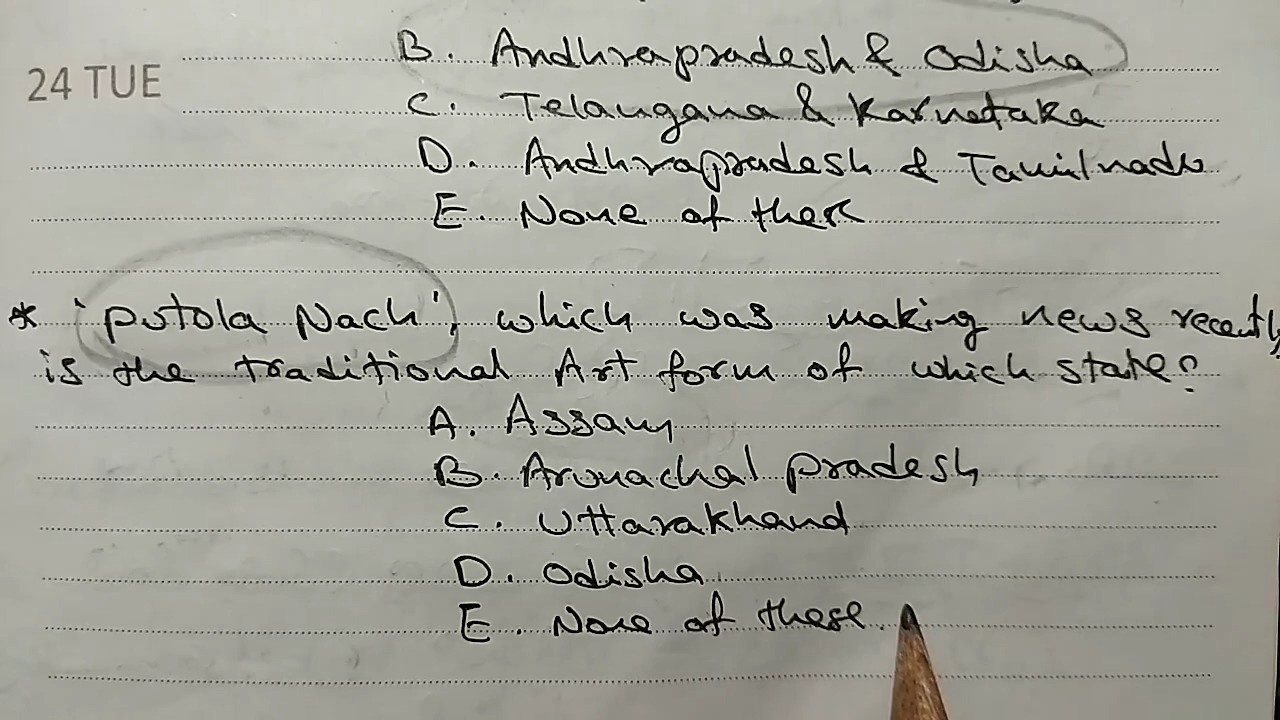 B. Andhrapradesh & Odisha
24 TUE
C. Telangana & Karnataka
D. Andhrapradesh & Tamilnadu
E. None of these
* 'putola Nach', which was making news recently
is the traditional Art form of which state?
A. Assam
B. Arunachal pradesh
C. Uttarakhand
D. Odisha
E. None of these.